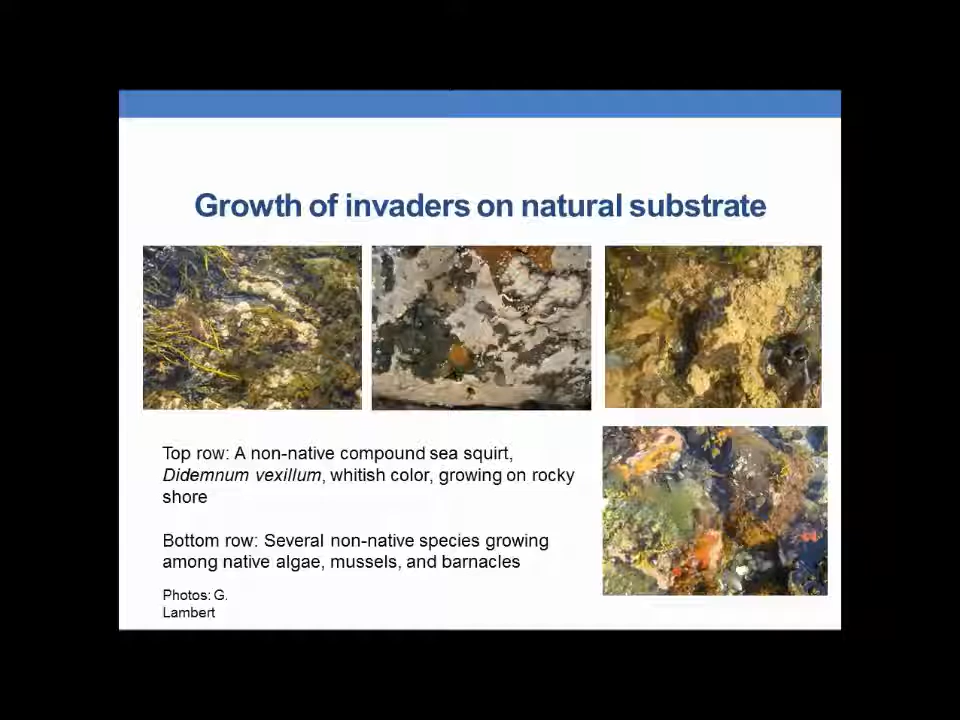 Growth of invaders on natural substrate
Top row: A non-native compound sea squirt,
Didemnum vexillum, whitish color, growing on rocky
shore
Bottom row: Several non-native species growing
among native algae, mussels, and barnacles
Photos: G.
Lambert